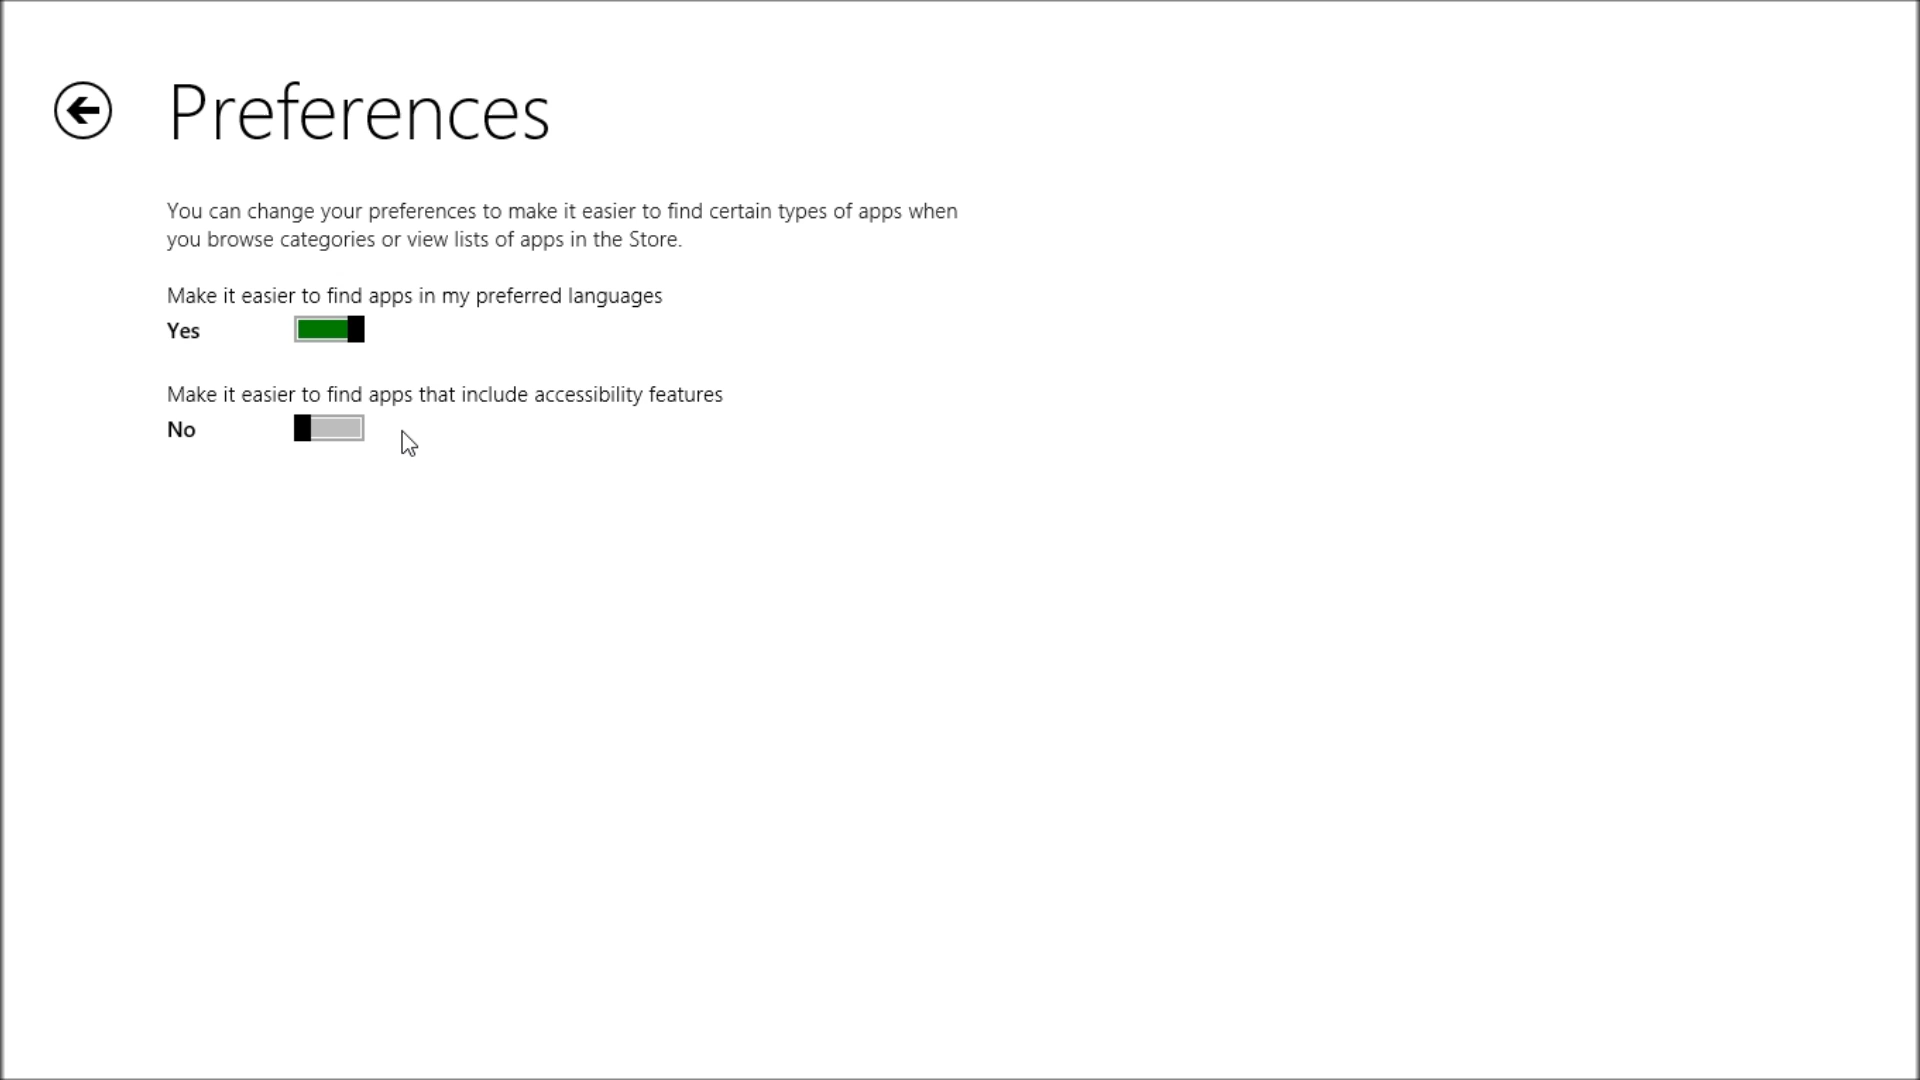 Preferences
You can change your preferences to make it easier to find certain types of apps when
you browse categories or view lists of apps in the Store.
Make it easier to find apps in my preferred languages
Yes
Make it easier to find apps that include accessibility features
No